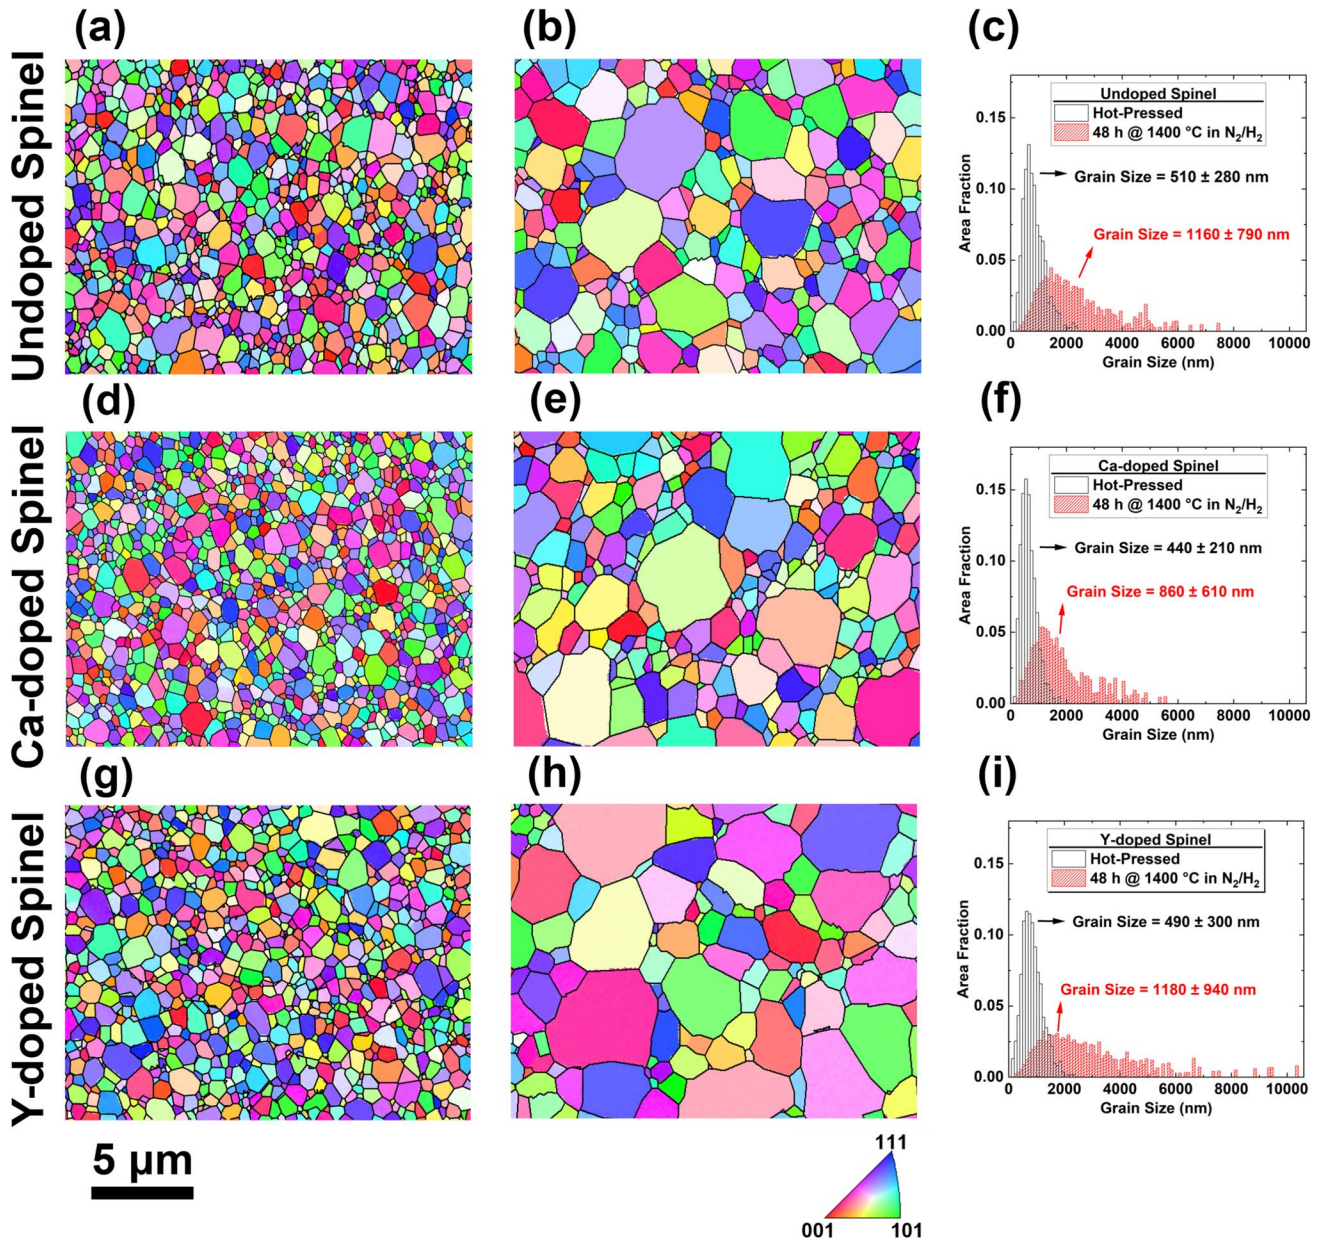 (a)
(b)
(c)
Undoped Spinel
Undoped Spinel
Hot-Pressed
48 h @ 1400 °C in N₂/H₂
Grain Size = 510 ± 280 nm
Grain Size = 1160 ± 790 nm
Area Fraction
0.15
0.10
0.05
0.00
0 2000 4000 6000 8000 10000
Grain Size (nm)
(d)
(e)
(f)
Ca-doped Spinel
Ca-doped Spinel
Hot-Pressed
48 h @ 1400 °C in N₂/H₂
Grain Size = 440 ± 210 nm
Grain Size = 860 ± 610 nm
Area Fraction
0.15
0.10
0.05
0.00
0 2000 4000 6000 8000 10000
Grain Size (nm)
(g)
(h)
(i)
Y-doped Spinel
Y-doped Spinel
Hot-Pressed
48 h @ 1400 °C in N₂/H₂
Grain Size = 490 ± 300 nm
Grain Size = 1180 ± 940 nm
Area Fraction
0.15
0.10
0.05
0.00
0 2000 4000 6000 8000 10000
Grain Size (nm)
5 µm
111
001
101